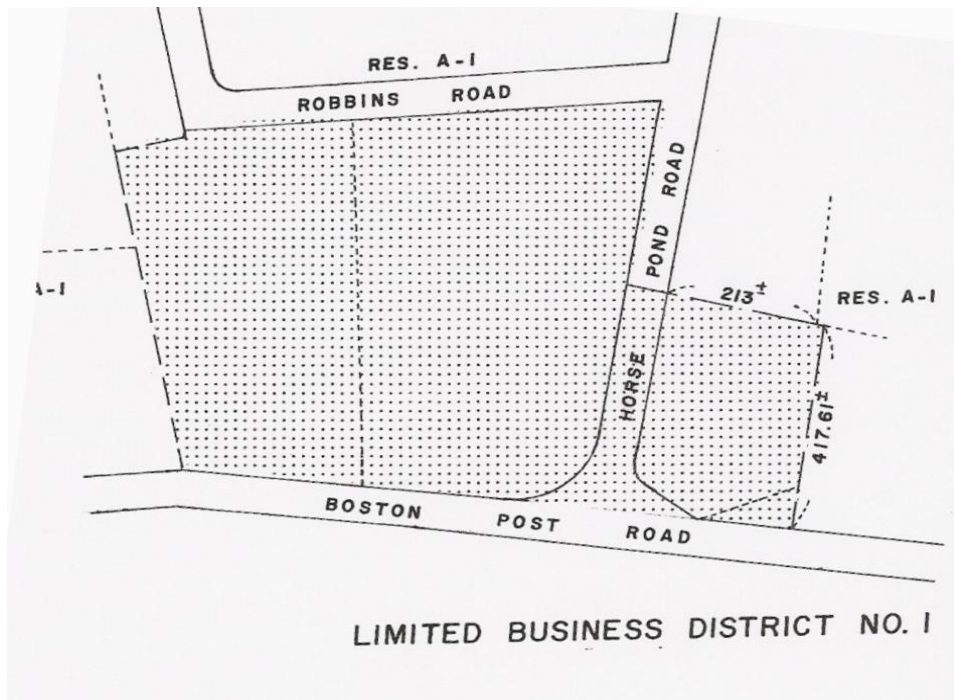 RES. A-1
ROBBINS ROAD
HORSE POND ROAD
213±
RES. A-1
A-1
417.61±
BOSTON POST ROAD
LIMITED BUSINESS DISTRICT NO. 1